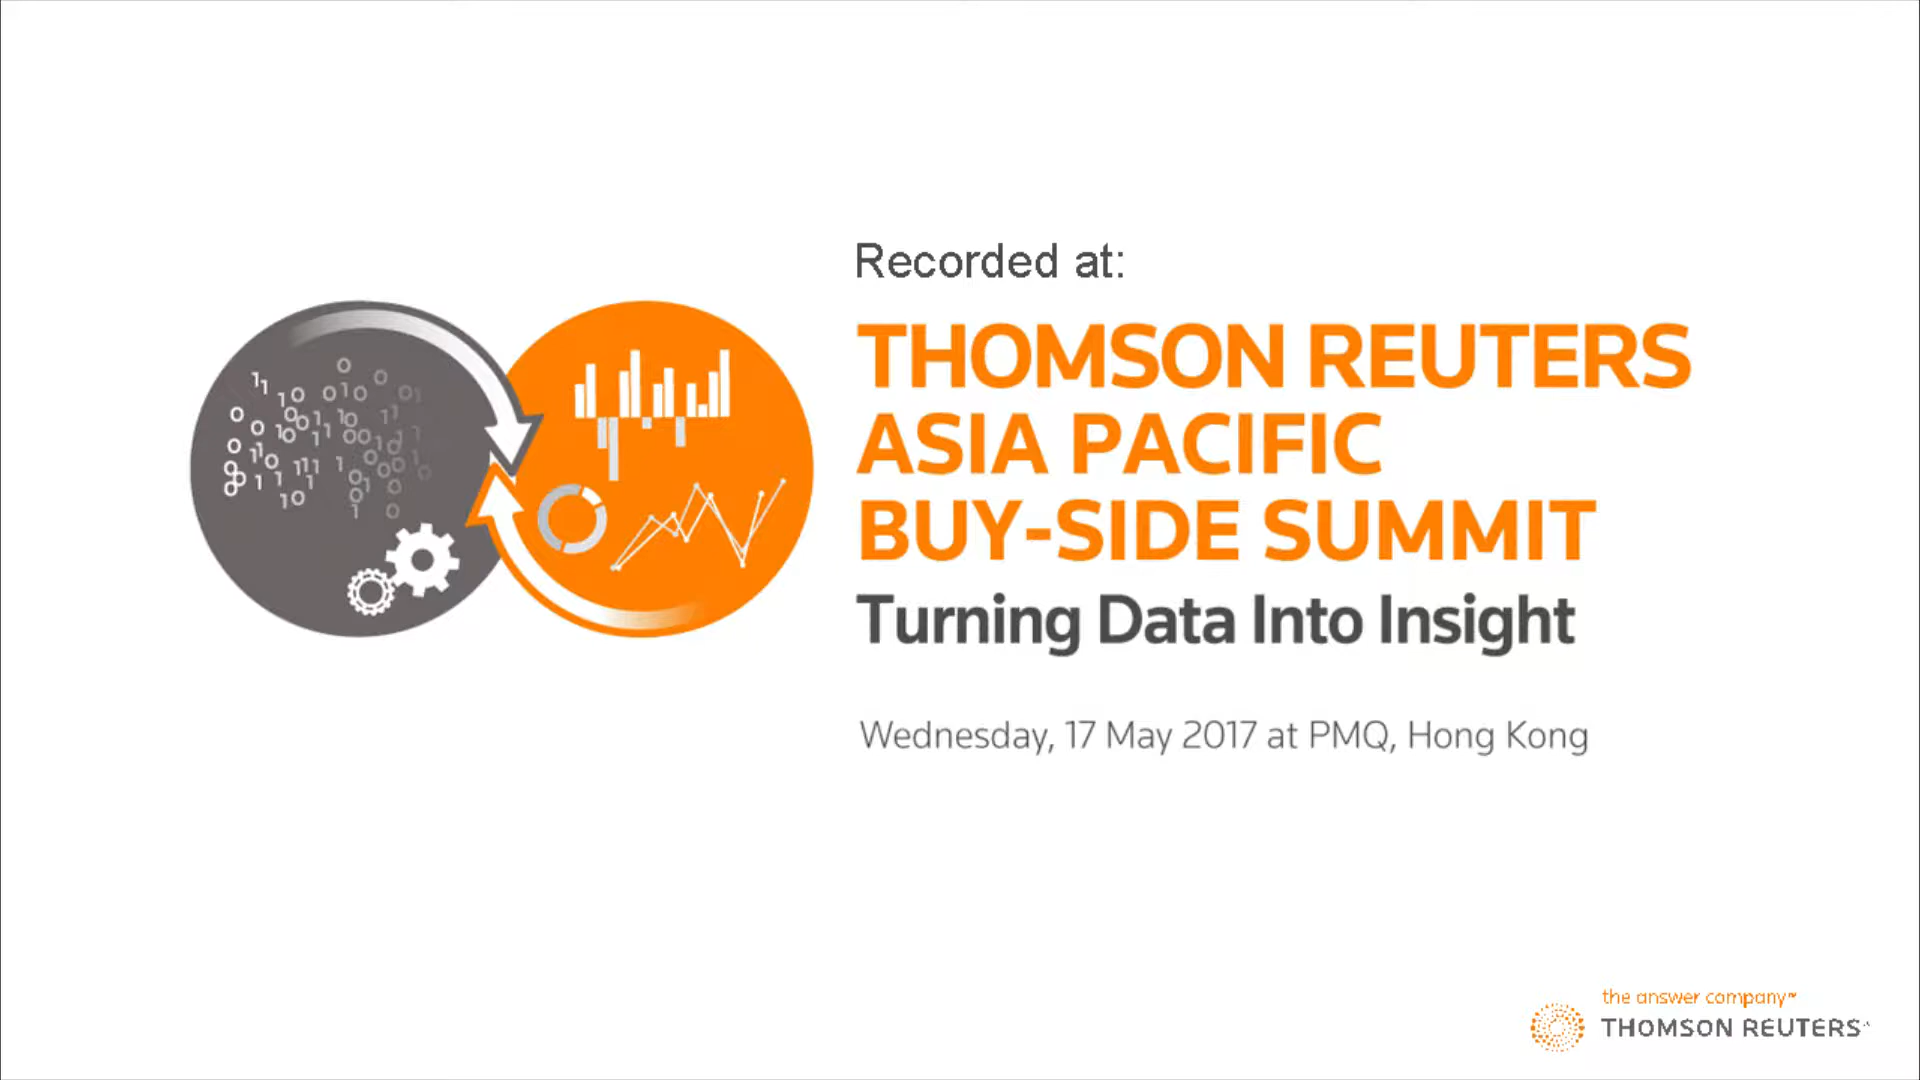 Recorded at:
THOMSON REUTERS
ASIA PACIFIC
BUY-SIDE SUMMIT
Turning Data Into Insight
Wednesday, 17 May 2017 at PMQ, Hong Kong
the answer company™
THOMSON REUTERS